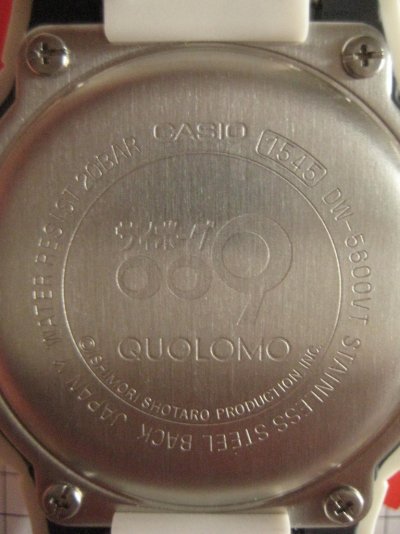 CASIO 1545 DW-5600VT STAINLESS STEEL BACK JAPAN Y WATER RESIST 20BAR
サイボーグ
009
QUOLOMO
© ISHIMORI SHOTARO PRODUCTION INC.